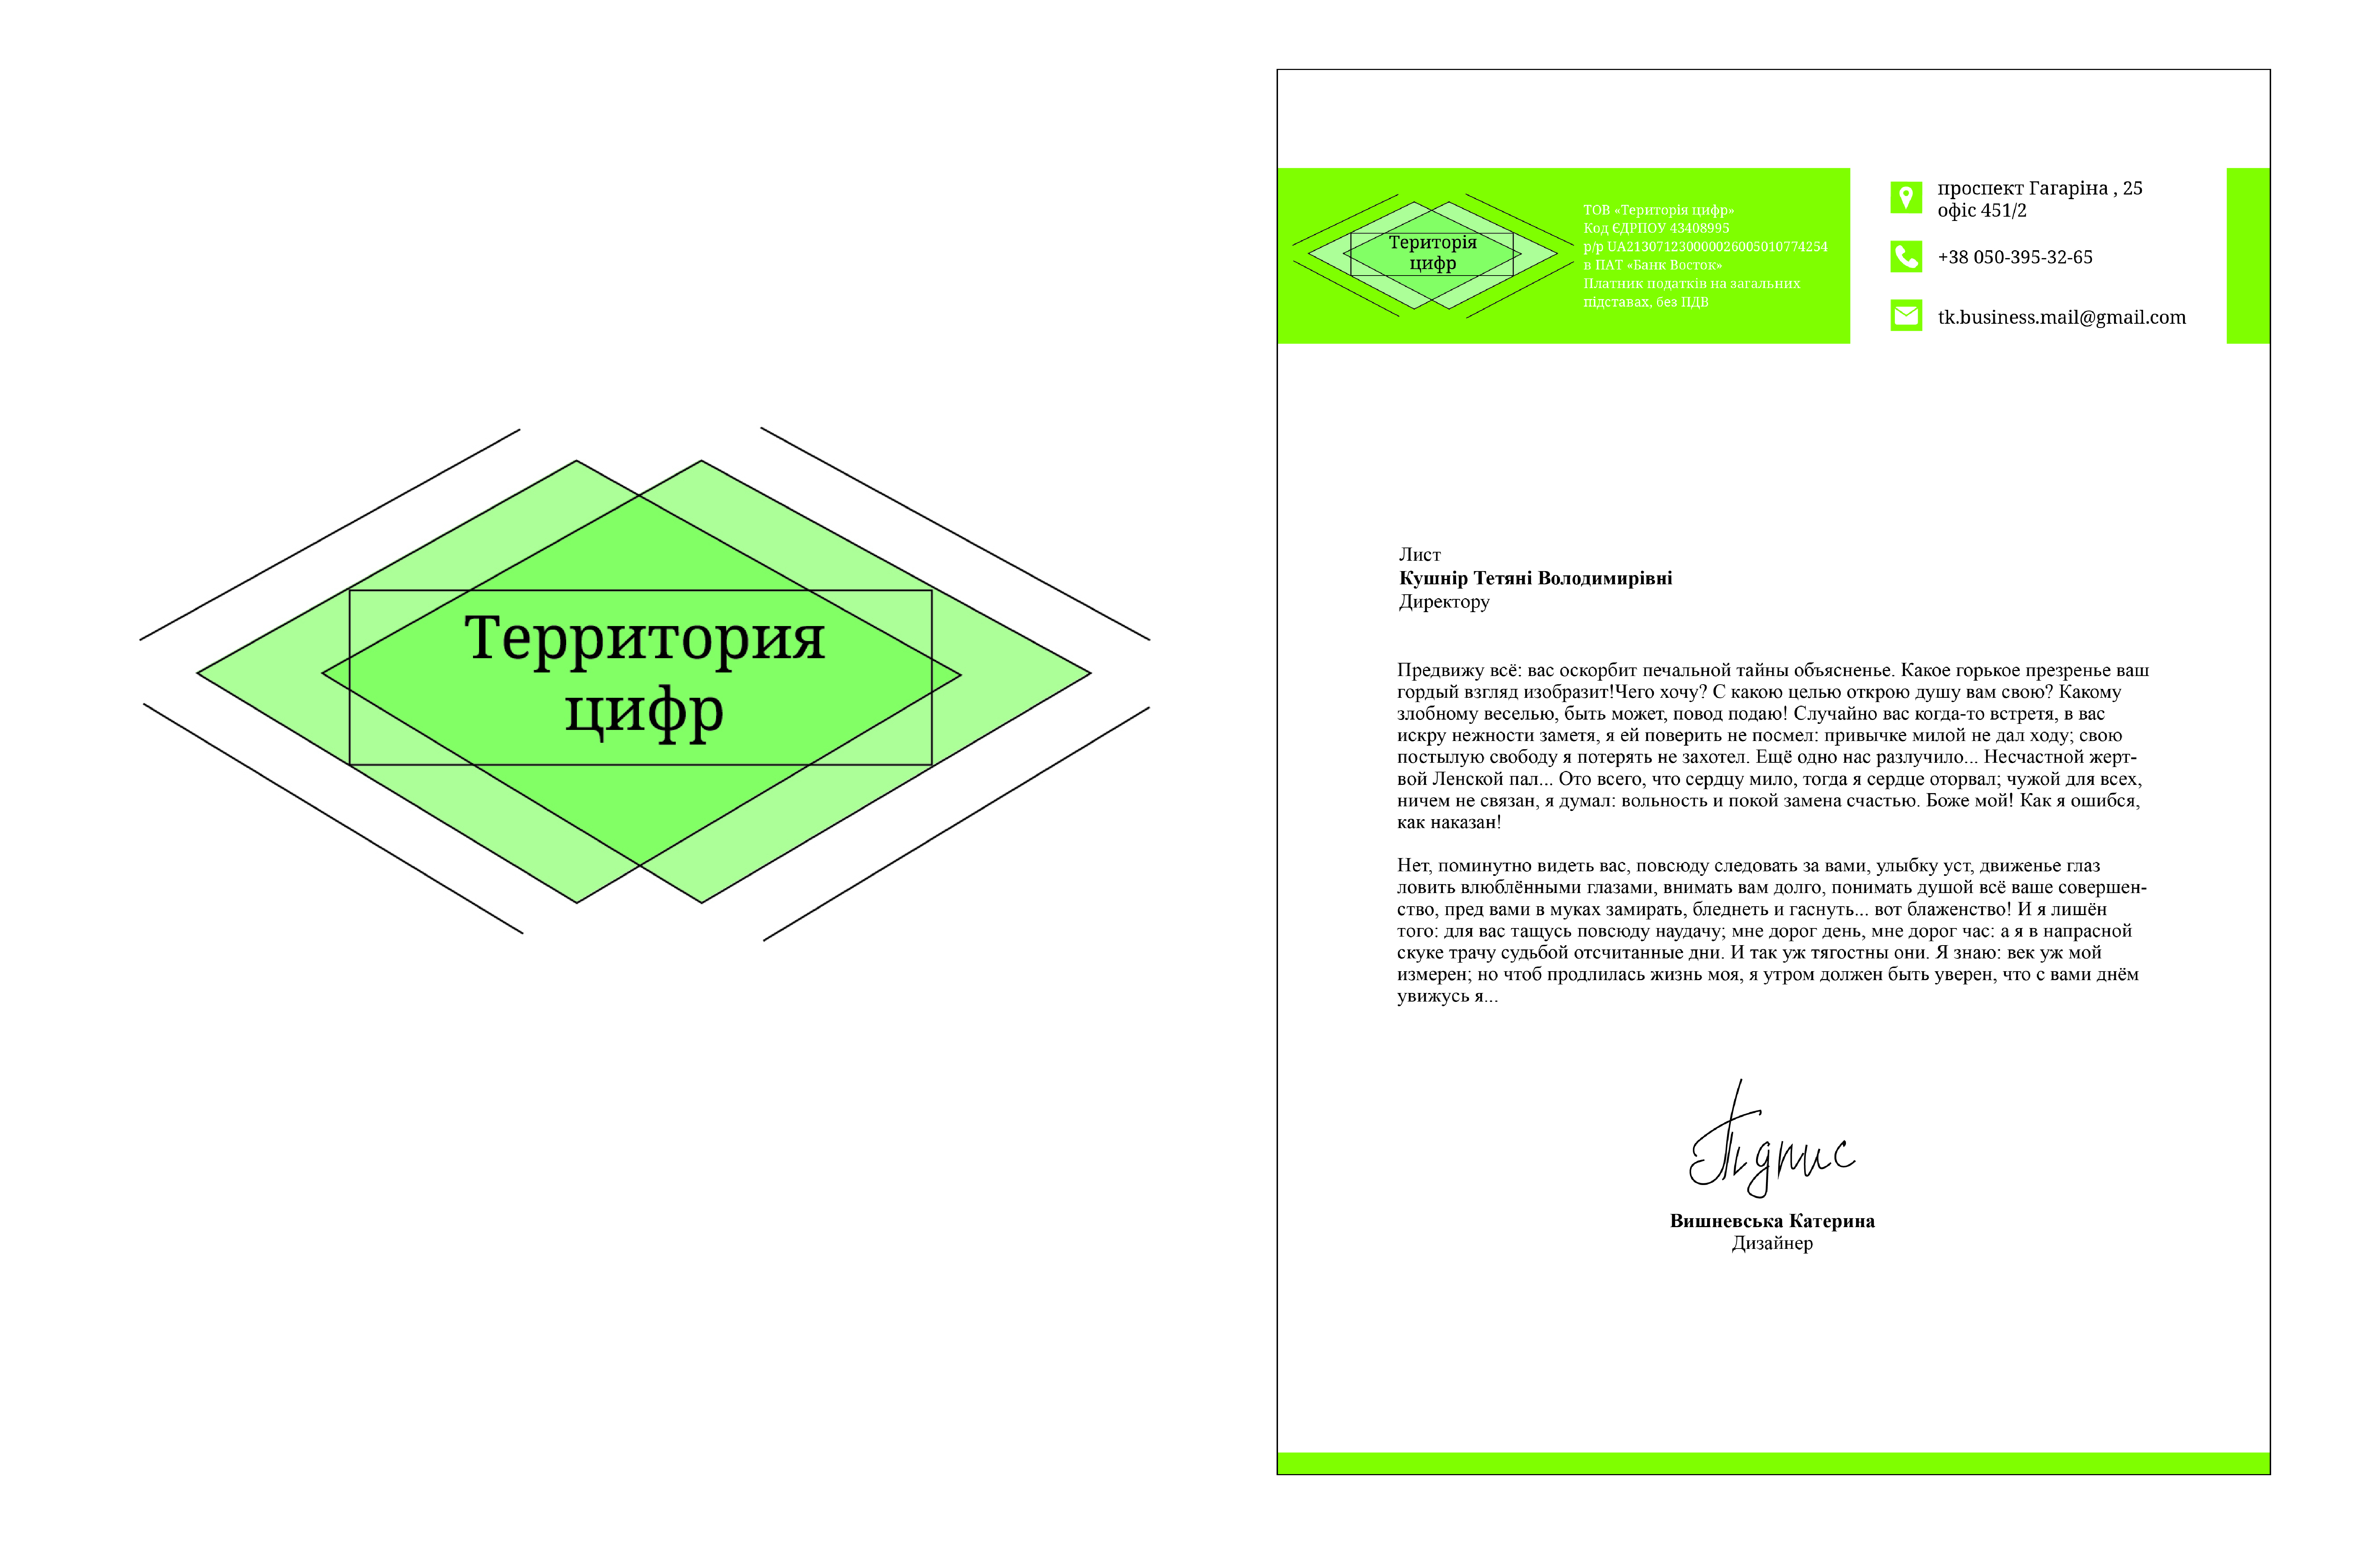 Территория
цифр
Територія
цифр
ТОВ «Територія цифр»
Код ЄДРПОУ 43408995
р/р UA213071230000026005010774254
в ПАТ «Банк Восток»
Платник податків на загальних
підставах, без ПДВ
проспект Гагаріна , 25
офіс 451/2
+38 050-395-32-65
tk.business.mail@gmail.com
Лист
Кушнір Тетяні Володимирівні
Директору
Предвижу всё: вас оскорбит печальной тайны объясненье. Какое горькое презренье ваш
гордый взгляд изобразит!Чего хочу? С какою целью открою душу вам свою? Какому
злобному веселью, быть может, повод подаю! Случайно вас когда-то встретя, в вас
искру нежности заметя, я ей поверить не посмел: привычке милой не дал ходу; свою
постылую свободу я потерять не захотел. Ещё одно нас разлучило... Несчастной жерт-
вой Ленской пал... Ото всего, что сердцу мило, тогда я сердце оторвал; чужой для всех,
ничем не связан, я думал: вольность и покой замена счастью. Боже мой! Как я ошибся,
как наказан!
Нет, поминутно видеть вас, повсюду следовать за вами, улыбку уст, движенье глаз
ловить влюблёнными глазами, внимать вам долго, понимать душой всё ваше совершен-
ство, пред вами в муках замирать, бледнеть и гаснуть... вот блаженство! И я лишён
того: для вас тащусь повсюду наудачу; мне дорог день, мне дорог час: а я в напрасной
скуке трачу судьбой отсчитанные дни. И так уж тягостны они. Я знаю: век уж мой
измерен; но чтоб продлилась жизнь моя, я утром должен быть уверен, что с вами днём
увижусь я...
Підпис
Вишневська Катерина
Дизайнер